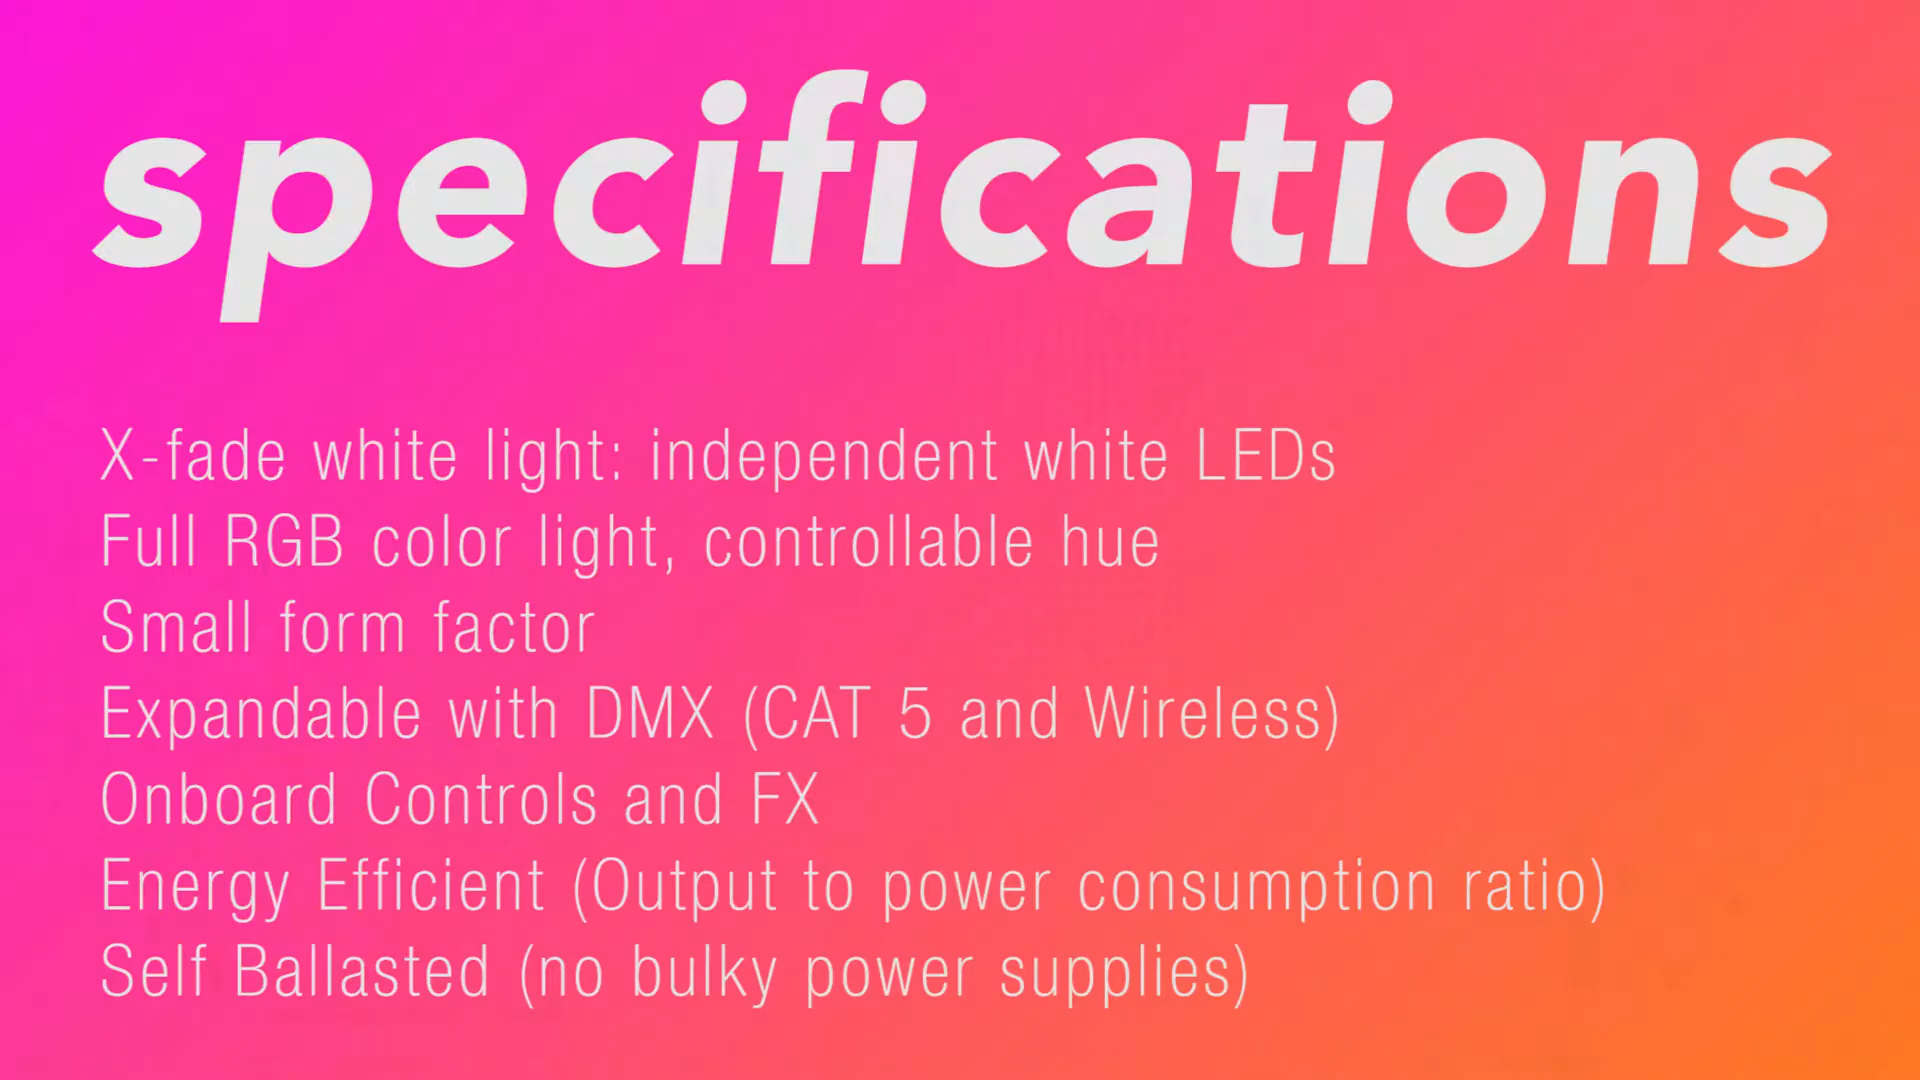 specifications
X-fade white light: independent white LEDs
Full RGB color light, controllable hue
Small form factor
Expandable with DMX (CAT 5 and Wireless)
Onboard Controls and FX
Energy Efficient (Output to power consumption ratio)
Self Ballasted (no bulky power supplies)